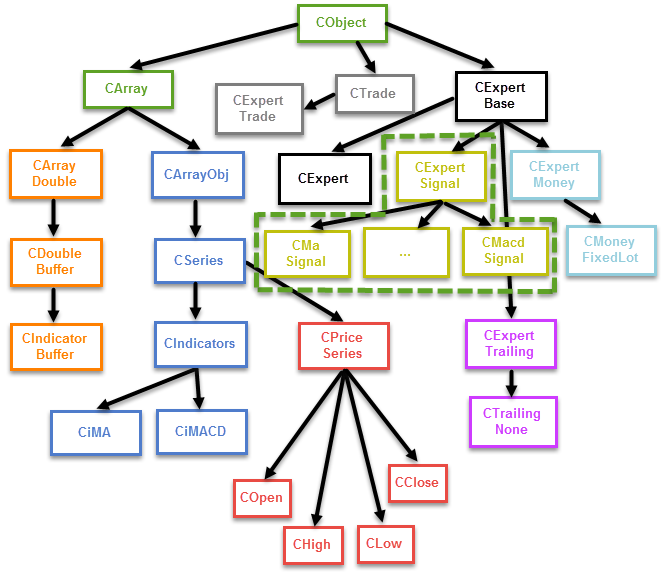 CObject
CArray
CExpert
Trade
CTrade
CExpert
Base
CArray
Double
CArrayObj
CExpert
CExpert
Signal
CExpert
Money
CDouble
Buffer
CSeries
CMa
Signal
...
CMacd
Signal
CMoney
FixedLot
CIndicator
Buffer
CIndicators
CPrice
Series
CExpert
Trailing
CiMA
CiMACD
CTrailing
None
COpen
CClose
CHigh
CLow